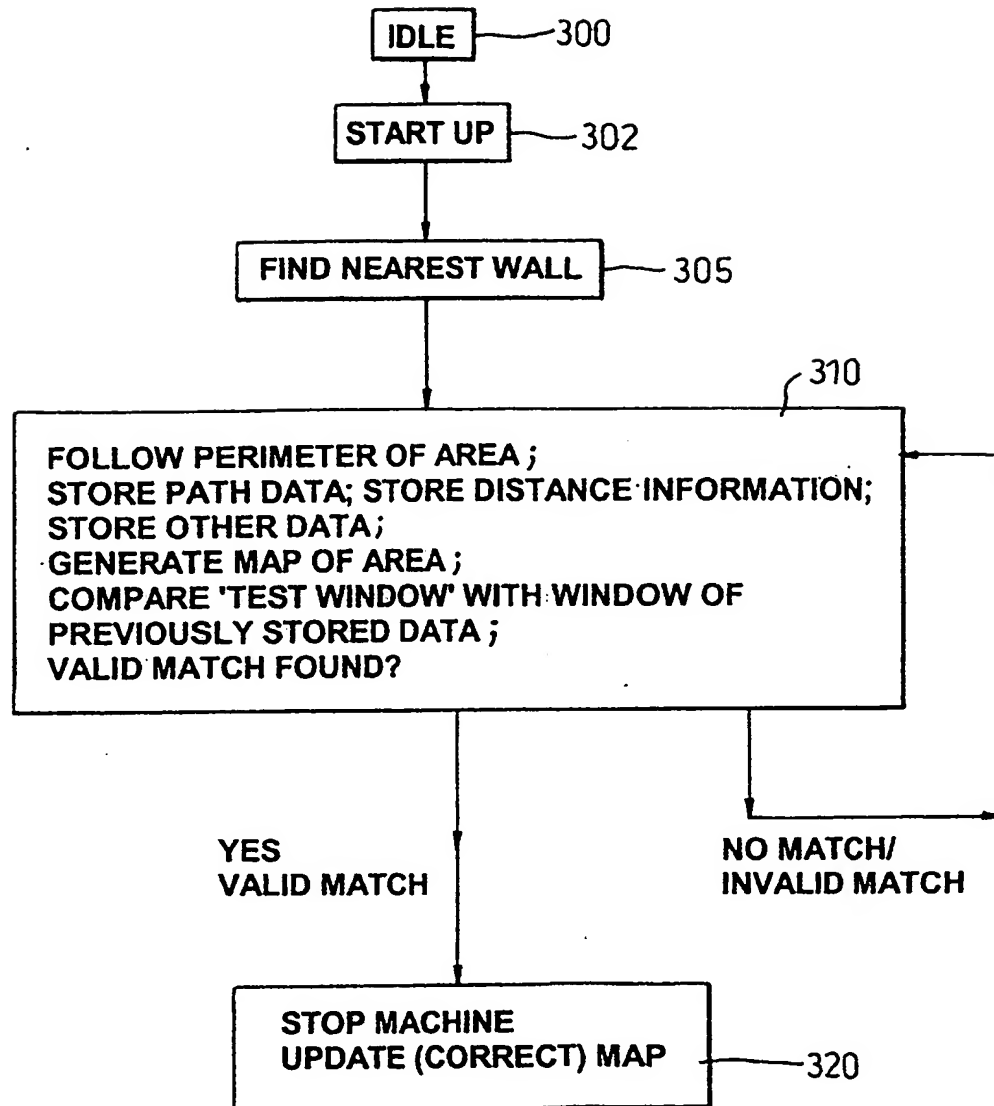 IDLE 300
START UP 302
FIND NEAREST WALL 305
310
FOLLOW PERIMETER OF AREA;
STORE PATH DATA; STORE DISTANCE INFORMATION;
STORE OTHER DATA;
GENERATE MAP OF AREA;
COMPARE 'TEST WINDOW' WITH WINDOW OF
PREVIOUSLY STORED DATA;
VALID MATCH FOUND?
YES
VALID MATCH
NO MATCH/
INVALID MATCH
STOP MACHINE
UPDATE (CORRECT) MAP
320